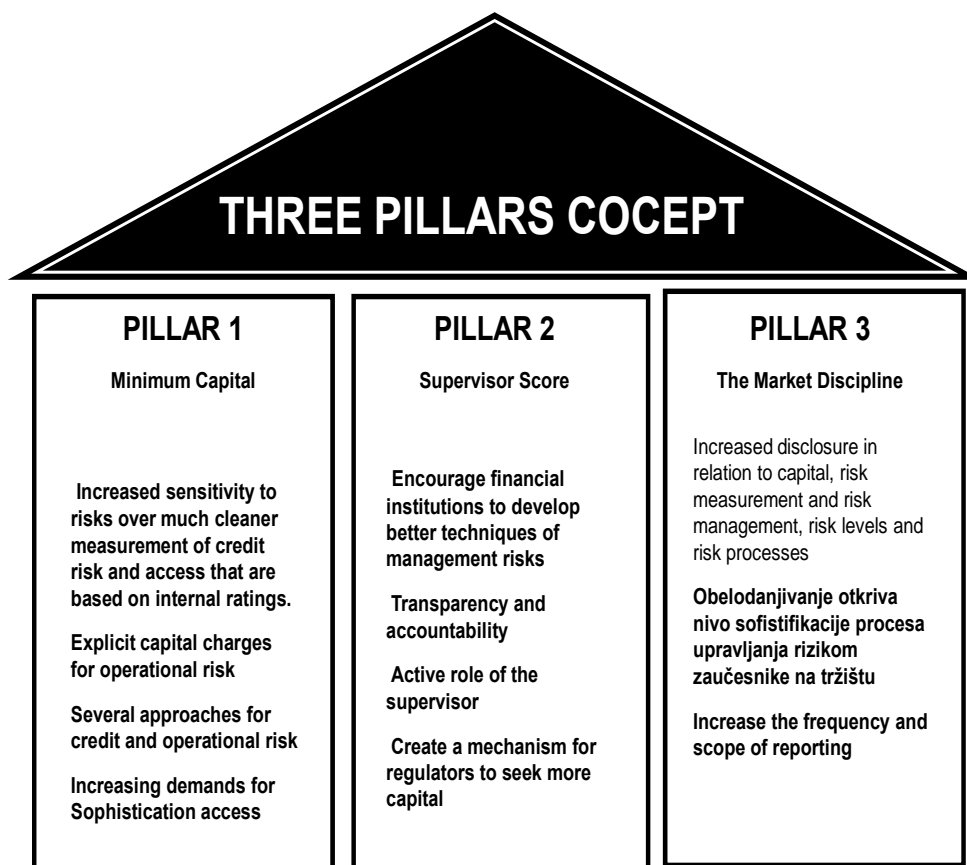 THREE PILLARS COCEPT
PILLAR 1
Minimum Capital
Increased sensitivity to
risks over much cleaner
measurement of credit
risk and access that are
based on internal ratings.
Explicit capital charges
for operational risk
Several approaches for
credit and operational risk
Increasing demands for
Sophistication access
PILLAR 2
Supervisor Score
Encourage financial
institutions to develop
better techniques of
management risks
Transparency and
accountability
Active role of the
supervisor
Create a mechanism for
regulators to seek more
capital
PILLAR 3
The Market Discipline
Increased disclosure in
relation to capital, risk
measurement and risk
management, risk levels and
risk processes
Obelodanjivanje otkriva
nivo sofistifikacije procesa
upravljanja rizikom
zaučesnike na tržištu
Increase the frequency and
scope of reporting